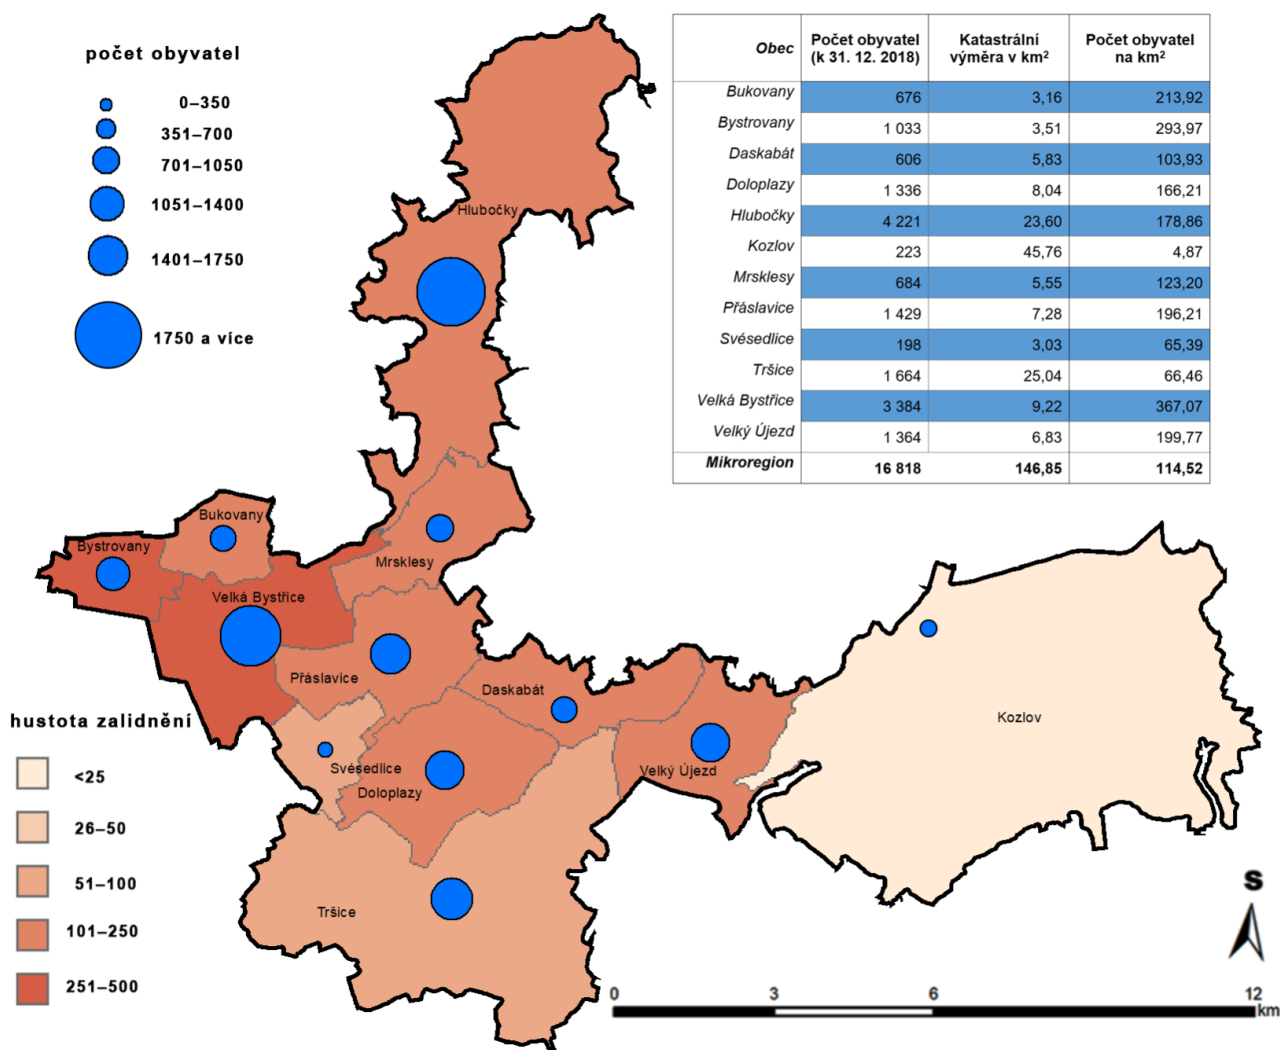 počet obyvatel
0–350
351–700
701–1050
1051–1400
1401–1750
1750 a více
Obec Počet obyvatel (k 31. 12. 2018) Katastrální výměra v km² Počet obyvatel na km²
Bukovany 676 3,16 213,92
Bystrovany 1 033 3,51 293,97
Daskabát 606 5,83 103,93
Doloplazy 1 336 8,04 166,21
Hlubočky 4 221 23,60 178,86
Kozlov 223 45,76 4,87
Mrsklesy 684 5,55 123,20
Přáslavice 1 429 7,28 196,21
Svésedlice 198 3,03 65,39
Tršice 1 664 25,04 66,46
Velká Bystřice 3 384 9,22 367,07
Velký Újezd 1 364 6,83 199,77
Mikroregion 16 818 146,85 114,52
Hlubočky
Bukovany
Bystrovany
Mrsklesy
Velká Bystřice
Přáslavice
Daskabát
Kozlov
Svésedlice
Velký Újezd
Doloplazy
Tršice
hustota zalidnění
<25
26–50
51–100
101–250
251–500
S
0 3 6 12
km